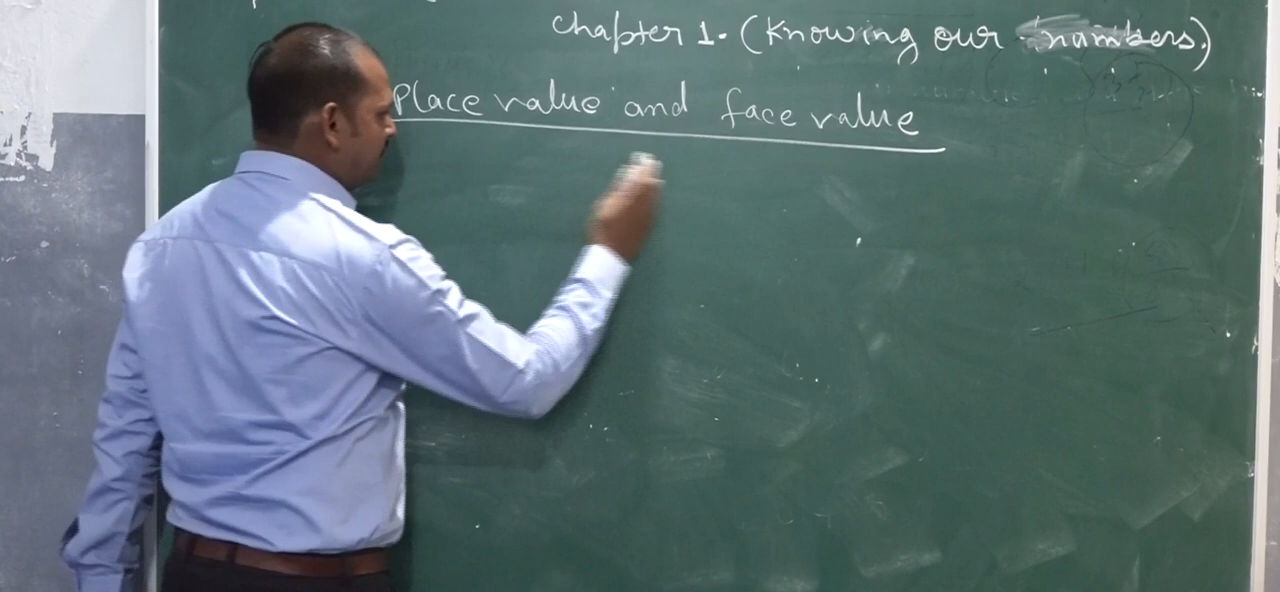 Chapter 1. (Knowing our numbers.)
Place value and face value